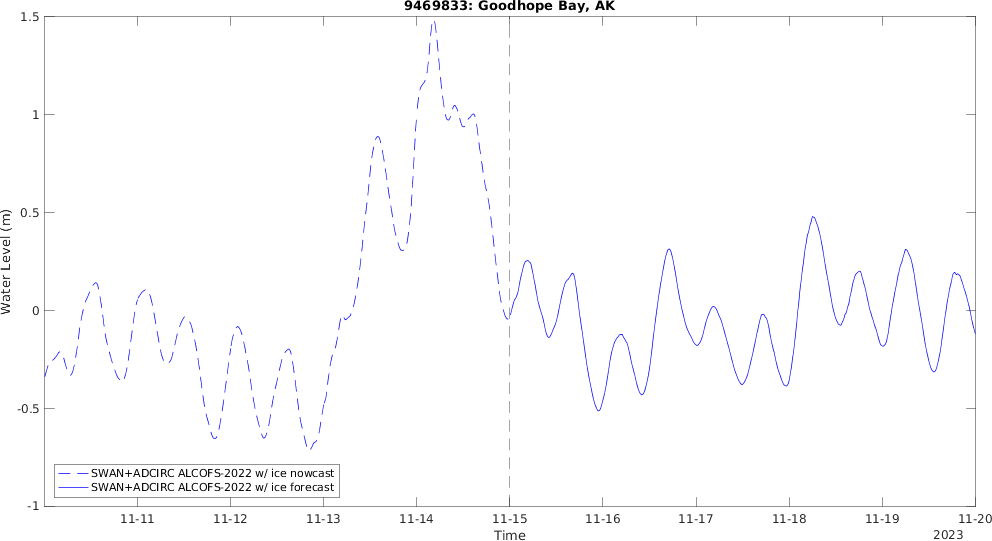 9469833: Goodhope Bay, AK
1.5
1
0.5
0
-0.5
-1
Water Level (m)
SWAN+ADCIRC ALCOFS-2022 w/ ice nowcast
SWAN+ADCIRC ALCOFS-2022 w/ ice forecast
11-11 11-12 11-13 11-14 11-15 11-16 11-17 11-18 11-19 11-20
Time
2023